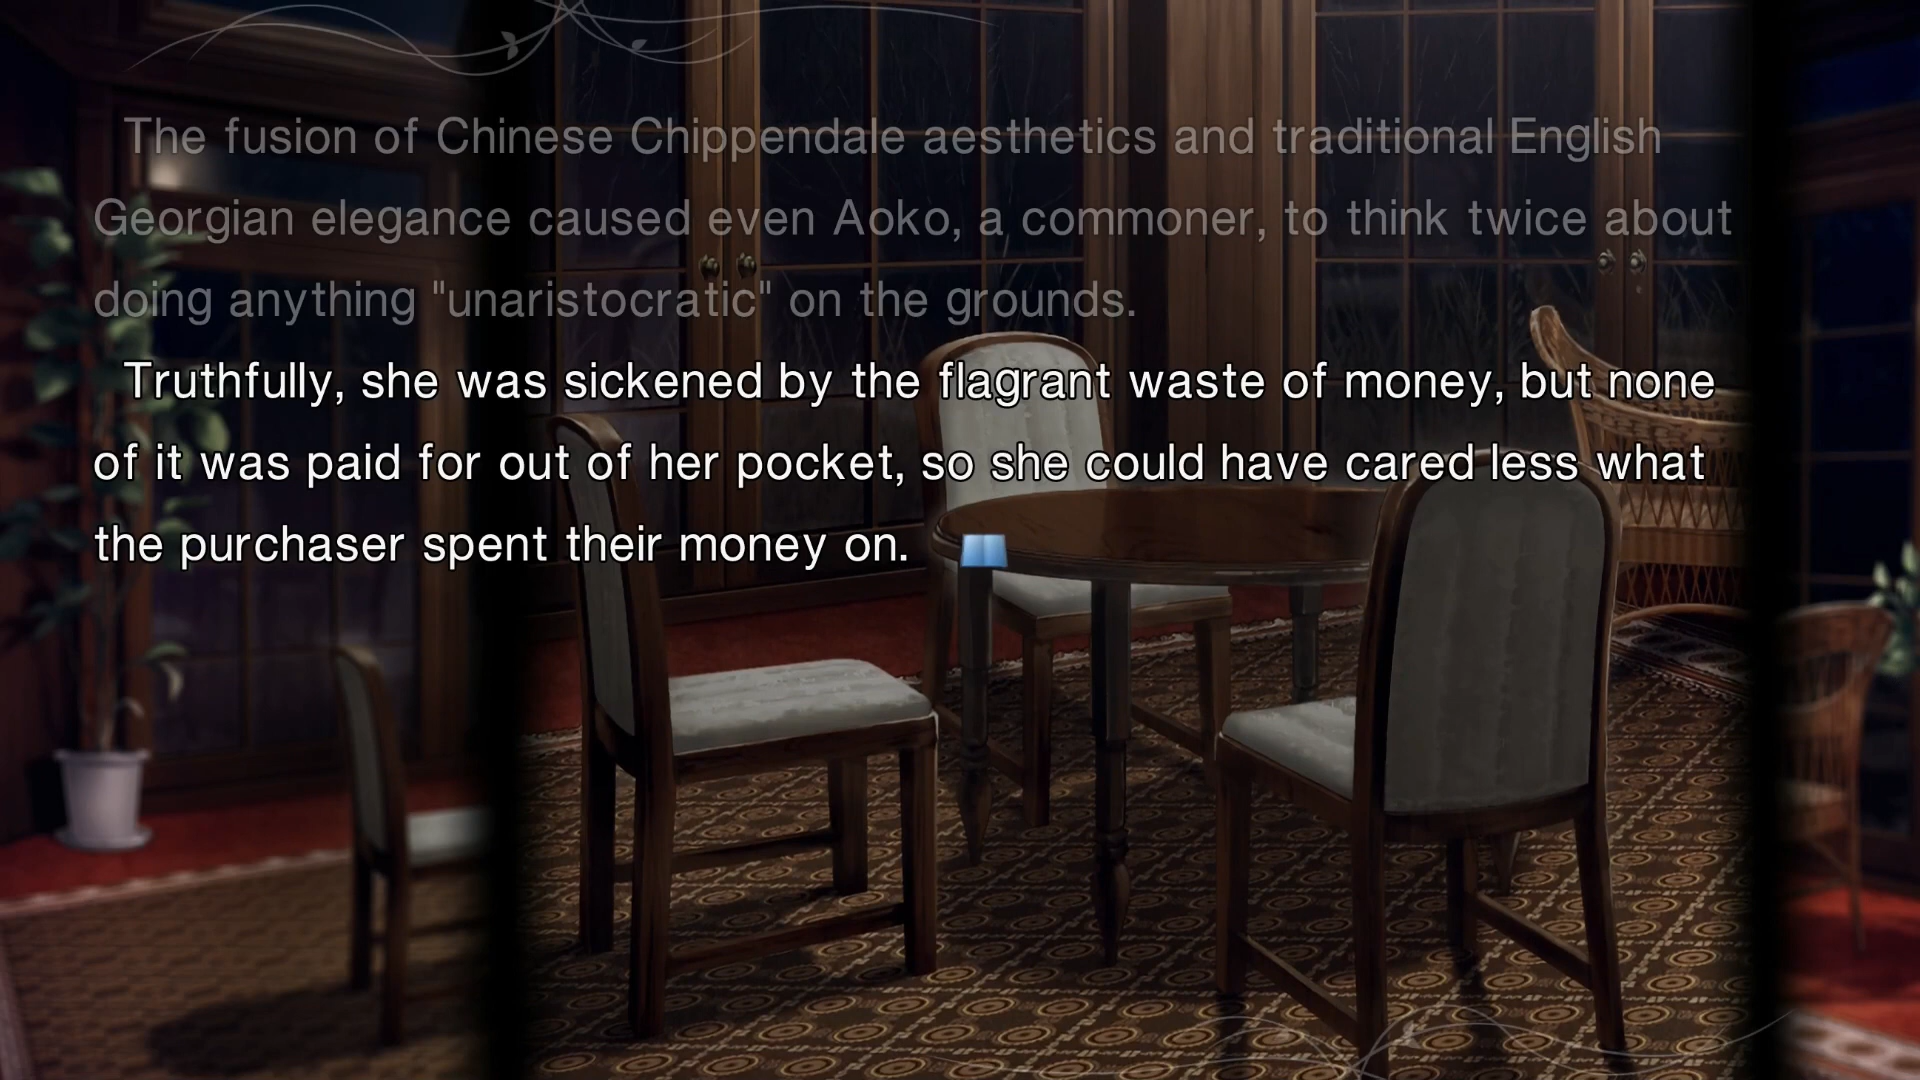 The fusion of Chinese Chippendale aesthetics and traditional English
Georgian elegance caused even Aoko, a commoner, to think twice about
doing anything "unaristocratic" on the grounds.
Truthfully, she was sickened by the flagrant waste of money, but none
of it was paid for out of her pocket, so she could have cared less what
the purchaser spent their money on.